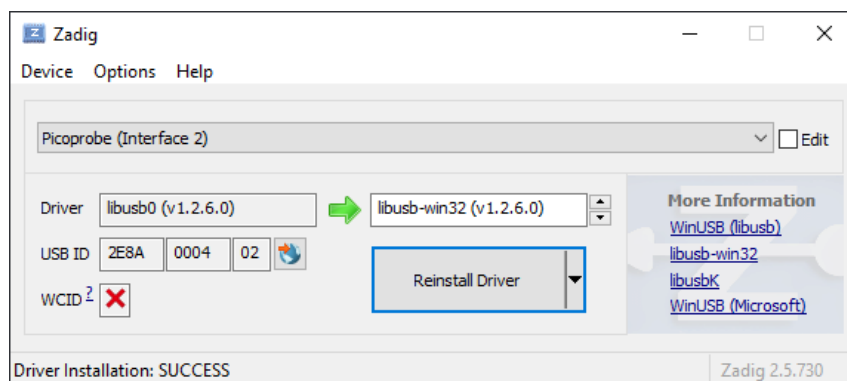 Zadig
Device Options Help
Picoprobe (Interface 2)
Edit
Driver libusb0 (v1.2.6.0) libusb-win32 (v1.2.6.0)
USB ID 2E8A 0004 02
WCID ?
Reinstall Driver
More Information
WinUSB (libusb)
libusb-win32
libusbK
WinUSB (Microsoft)
Driver Installation: SUCCESS
Zadig 2.5.730